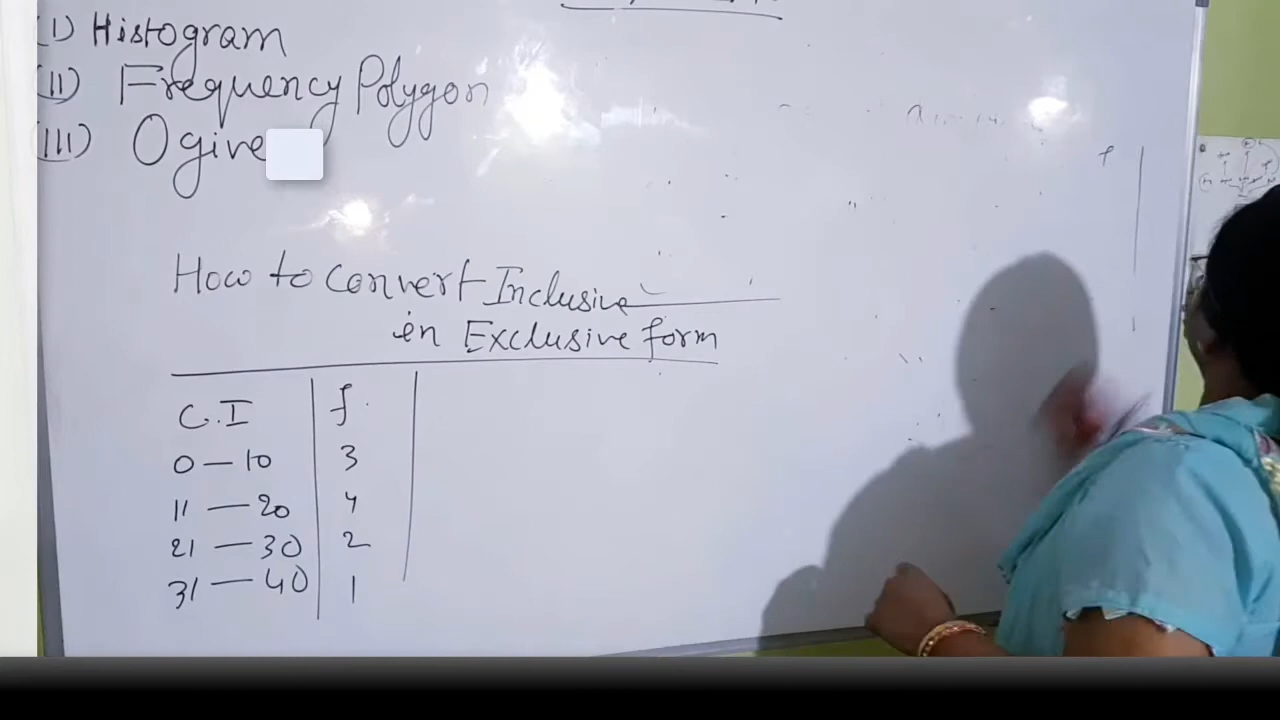 (I) Histogram
(II) Frequency Polygon
(III) Ogive
How to convert Inclusive
in Exclusive form
C.I f.
0 — 10 3
11 — 20 4
21 — 30 2
31 — 40 1